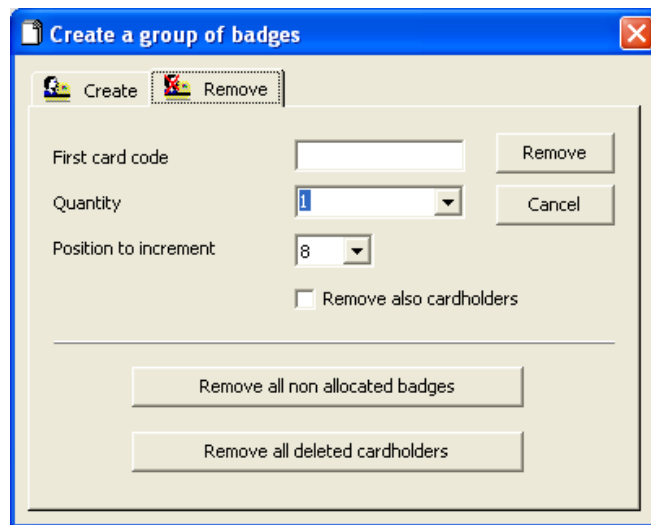 Create a group of badges
Create Remove
First card code Remove
Quantity 1 Cancel
Position to increment 8
Remove also cardholders
Remove all non allocated badges
Remove all deleted cardholders